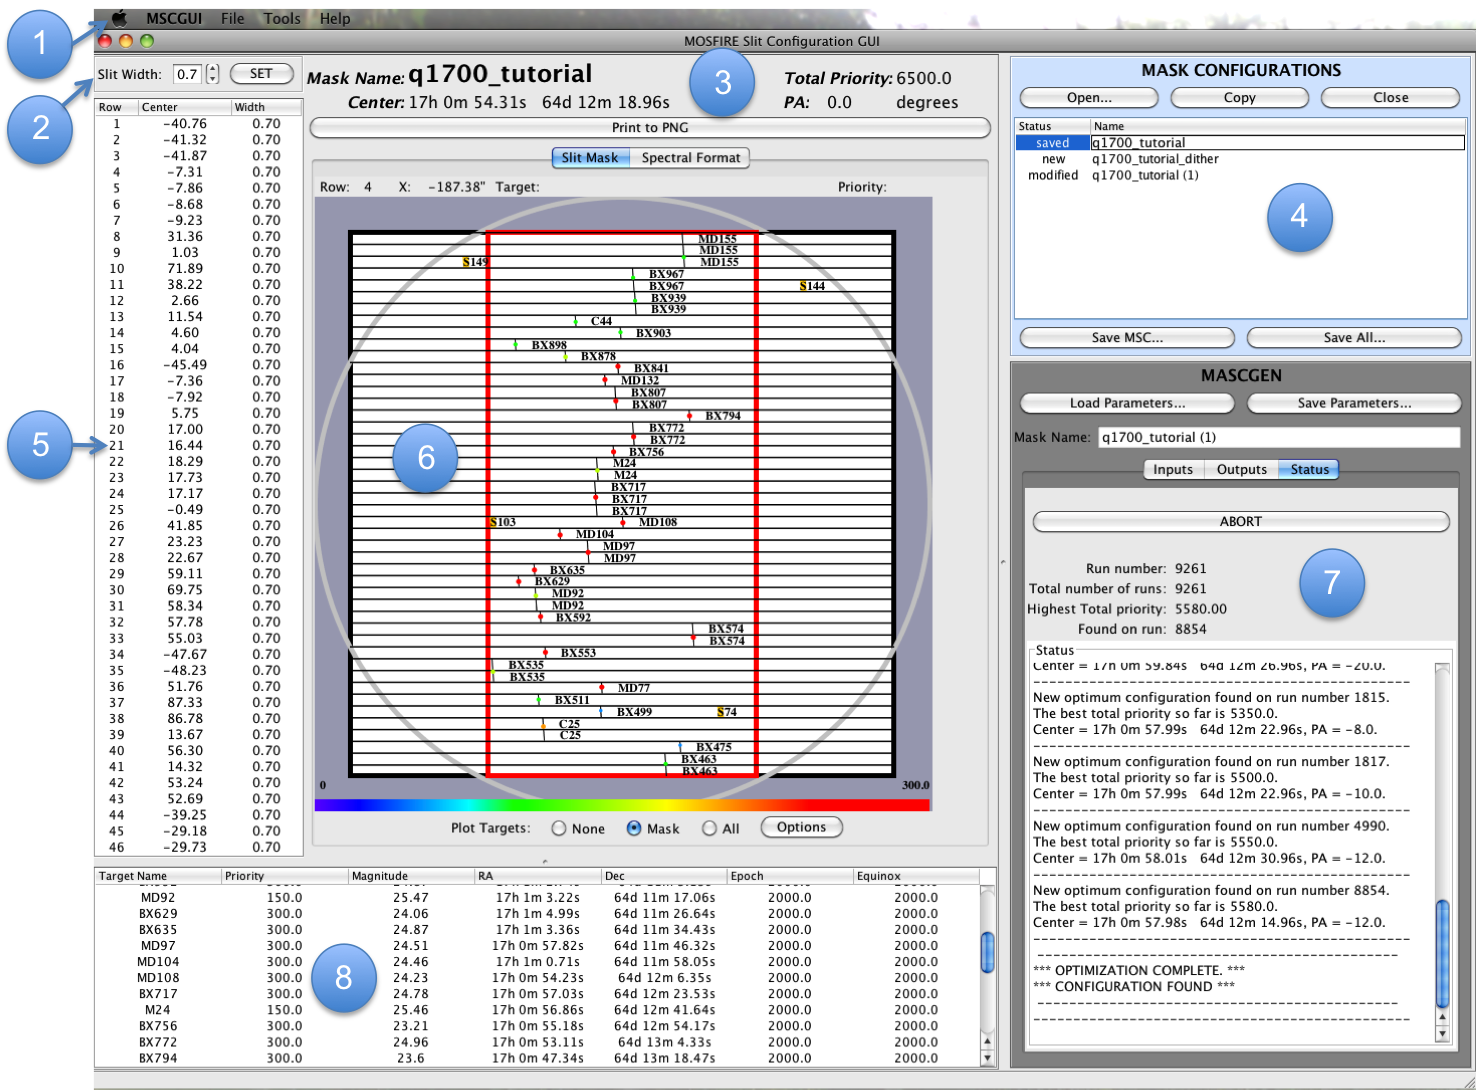 MSCGUI File Tools Help
MOSFIRE Slit Configuration GUI
1
2
3
4
5
6
7
8
Slit Width: 0.7 SET
Row Center Width
1 -40.76 0.70
2 -41.32 0.70
3 -41.87 0.70
4 -7.31 0.70
5 -7.86 0.70
6 -8.68 0.70
7 -9.23 0.70
8 31.36 0.70
9 1.03 0.70
10 71.89 0.70
11 38.22 0.70
12 2.66 0.70
13 11.54 0.70
14 4.60 0.70
15 4.04 0.70
16 -45.49 0.70
17 -7.36 0.70
18 -7.92 0.70
19 5.75 0.70
20 17.00 0.70
21 16.44 0.70
22 18.29 0.70
23 17.73 0.70
24 17.17 0.70
25 -0.49 0.70
26 41.85 0.70
27 23.23 0.70
28 22.67 0.70
29 59.11 0.70
30 69.75 0.70
31 58.34 0.70
32 57.78 0.70
33 55.03 0.70
34 -47.67 0.70
35 -48.23 0.70
36 51.76 0.70
37 87.33 0.70
38 86.78 0.70
39 13.67 0.70
40 56.30 0.70
41 14.32 0.70
42 53.24 0.70
43 52.69 0.70
44 -39.25 0.70
45 -29.18 0.70
46 -29.73 0.70
Mask Name: q1700_tutorial Total Priority: 6500.0
Center: 17h 0m 54.31s 64d 12m 18.96s PA: 0.0 degrees
Print to PNG
Slit Mask Spectral Format
Row: 4 X: -187.38" Target: Priority:
MD155
MD155
S149 MD155
BX967
BX967 S144
BX939
BX939
C44
BX903
BX898
BX878
BX841
MD132
BX807
BX807
BX794
BX772
BX772
BX756
M24
M24
BX717
BX717
BX717
S103 MD108
MD104
MD97
MD97
BX635
BX629
MD92
MD92
BX592
BX574
BX574
BX553
BX535
BX535
MD77
BX511
BX499 S74
C25
C25
BX475
BX463
BX463
0 300.0
Plot Targets: None Mask All Options
Target Name Priority Magnitude RA Dec Epoch Equinox
MD92 150.0 25.47 17h 1m 3.22s 64d 11m 17.06s 2000.0 2000.0
BX629 300.0 24.06 17h 1m 4.99s 64d 11m 26.64s 2000.0 2000.0
BX635 300.0 24.87 17h 1m 3.36s 64d 11m 34.43s 2000.0 2000.0
MD97 300.0 24.51 17h 0m 57.82s 64d 11m 46.32s 2000.0 2000.0
MD104 300.0 24.46 17h 1m 0.71s 64d 11m 58.05s 2000.0 2000.0
MD108 300.0 24.23 17h 0m 54.23s 64d 12m 6.35s 2000.0 2000.0
BX717 300.0 24.78 17h 0m 57.03s 64d 12m 23.53s 2000.0 2000.0
M24 150.0 25.46 17h 0m 56.86s 64d 12m 41.64s 2000.0 2000.0
BX756 300.0 23.21 17h 0m 55.18s 64d 12m 54.17s 2000.0 2000.0
BX772 300.0 24.96 17h 0m 53.11s 64d 13m 4.33s 2000.0 2000.0
BX794 300.0 23.6 17h 0m 47.34s 64d 13m 18.47s 2000.0 2000.0
MASK CONFIGURATIONS
Open... Copy Close
Status Name
saved q1700_tutorial
new q1700_tutorial_dither
modified q1700_tutorial (1)
Save MSC... Save All...
MASCGEN
Load Parameters... Save Parameters...
Mask Name: q1700_tutorial (1)
Inputs Outputs Status
ABORT
Run number: 9261
Total number of runs: 9261
Highest Total priority: 5580.00
Found on run: 8854
Status
Center = 17h 0m 59.84s 64d 12m 26.96s, PA = -20.0.
New optimum configuration found on run number 1815.
The best total priority so far is 5350.0.
Center = 17h 0m 57.99s 64d 12m 22.96s, PA = -8.0.
New optimum configuration found on run number 1817.
The best total priority so far is 5500.0.
Center = 17h 0m 57.99s 64d 12m 22.96s, PA = -10.0.
New optimum configuration found on run number 4990.
The best total priority so far is 5550.0.
Center = 17h 0m 58.01s 64d 12m 30.96s, PA = -12.0.
New optimum configuration found on run number 8854.
The best total priority so far is 5580.0.
Center = 17h 0m 57.98s 64d 12m 14.96s, PA = -12.0.
*** OPTIMIZATION COMPLETE. ***
*** CONFIGURATION FOUND ***